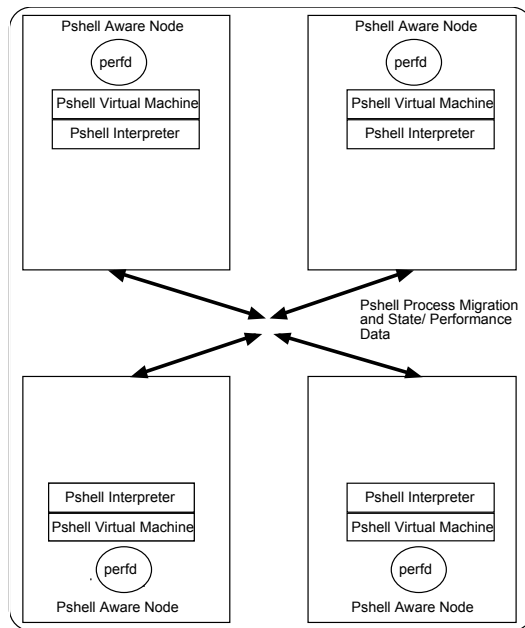 Pshell Aware Node
perfd
Pshell Virtual Machine
Pshell Interpreter
Pshell Aware Node
perfd
Pshell Virtual Machine
Pshell Interpreter
Pshell Process Migration
and State/ Performance
Data
Pshell Interpreter
Pshell Virtual Machine
perfd
Pshell Aware Node
Pshell Interpreter
Pshell Virtual Machine
perfd
Pshell Aware Node